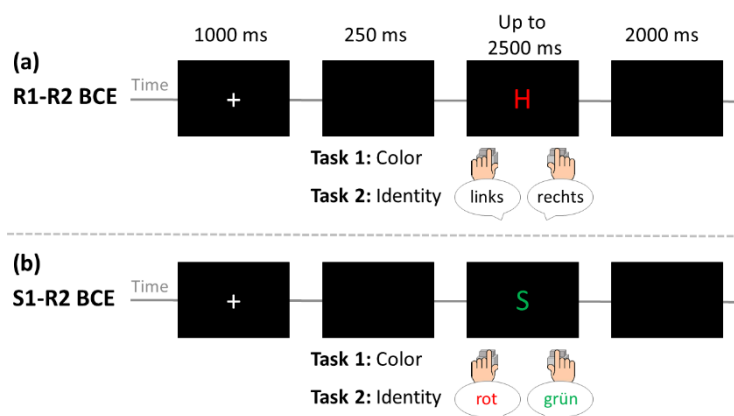 1000 ms 250 ms Up to 2500 ms 2000 ms
(a)
R1-R2 BCE
Time
+
H
Task 1: Color
Task 2: Identity links rechts
(b)
S1-R2 BCE
Time
+
S
Task 1: Color
Task 2: Identity rot grün